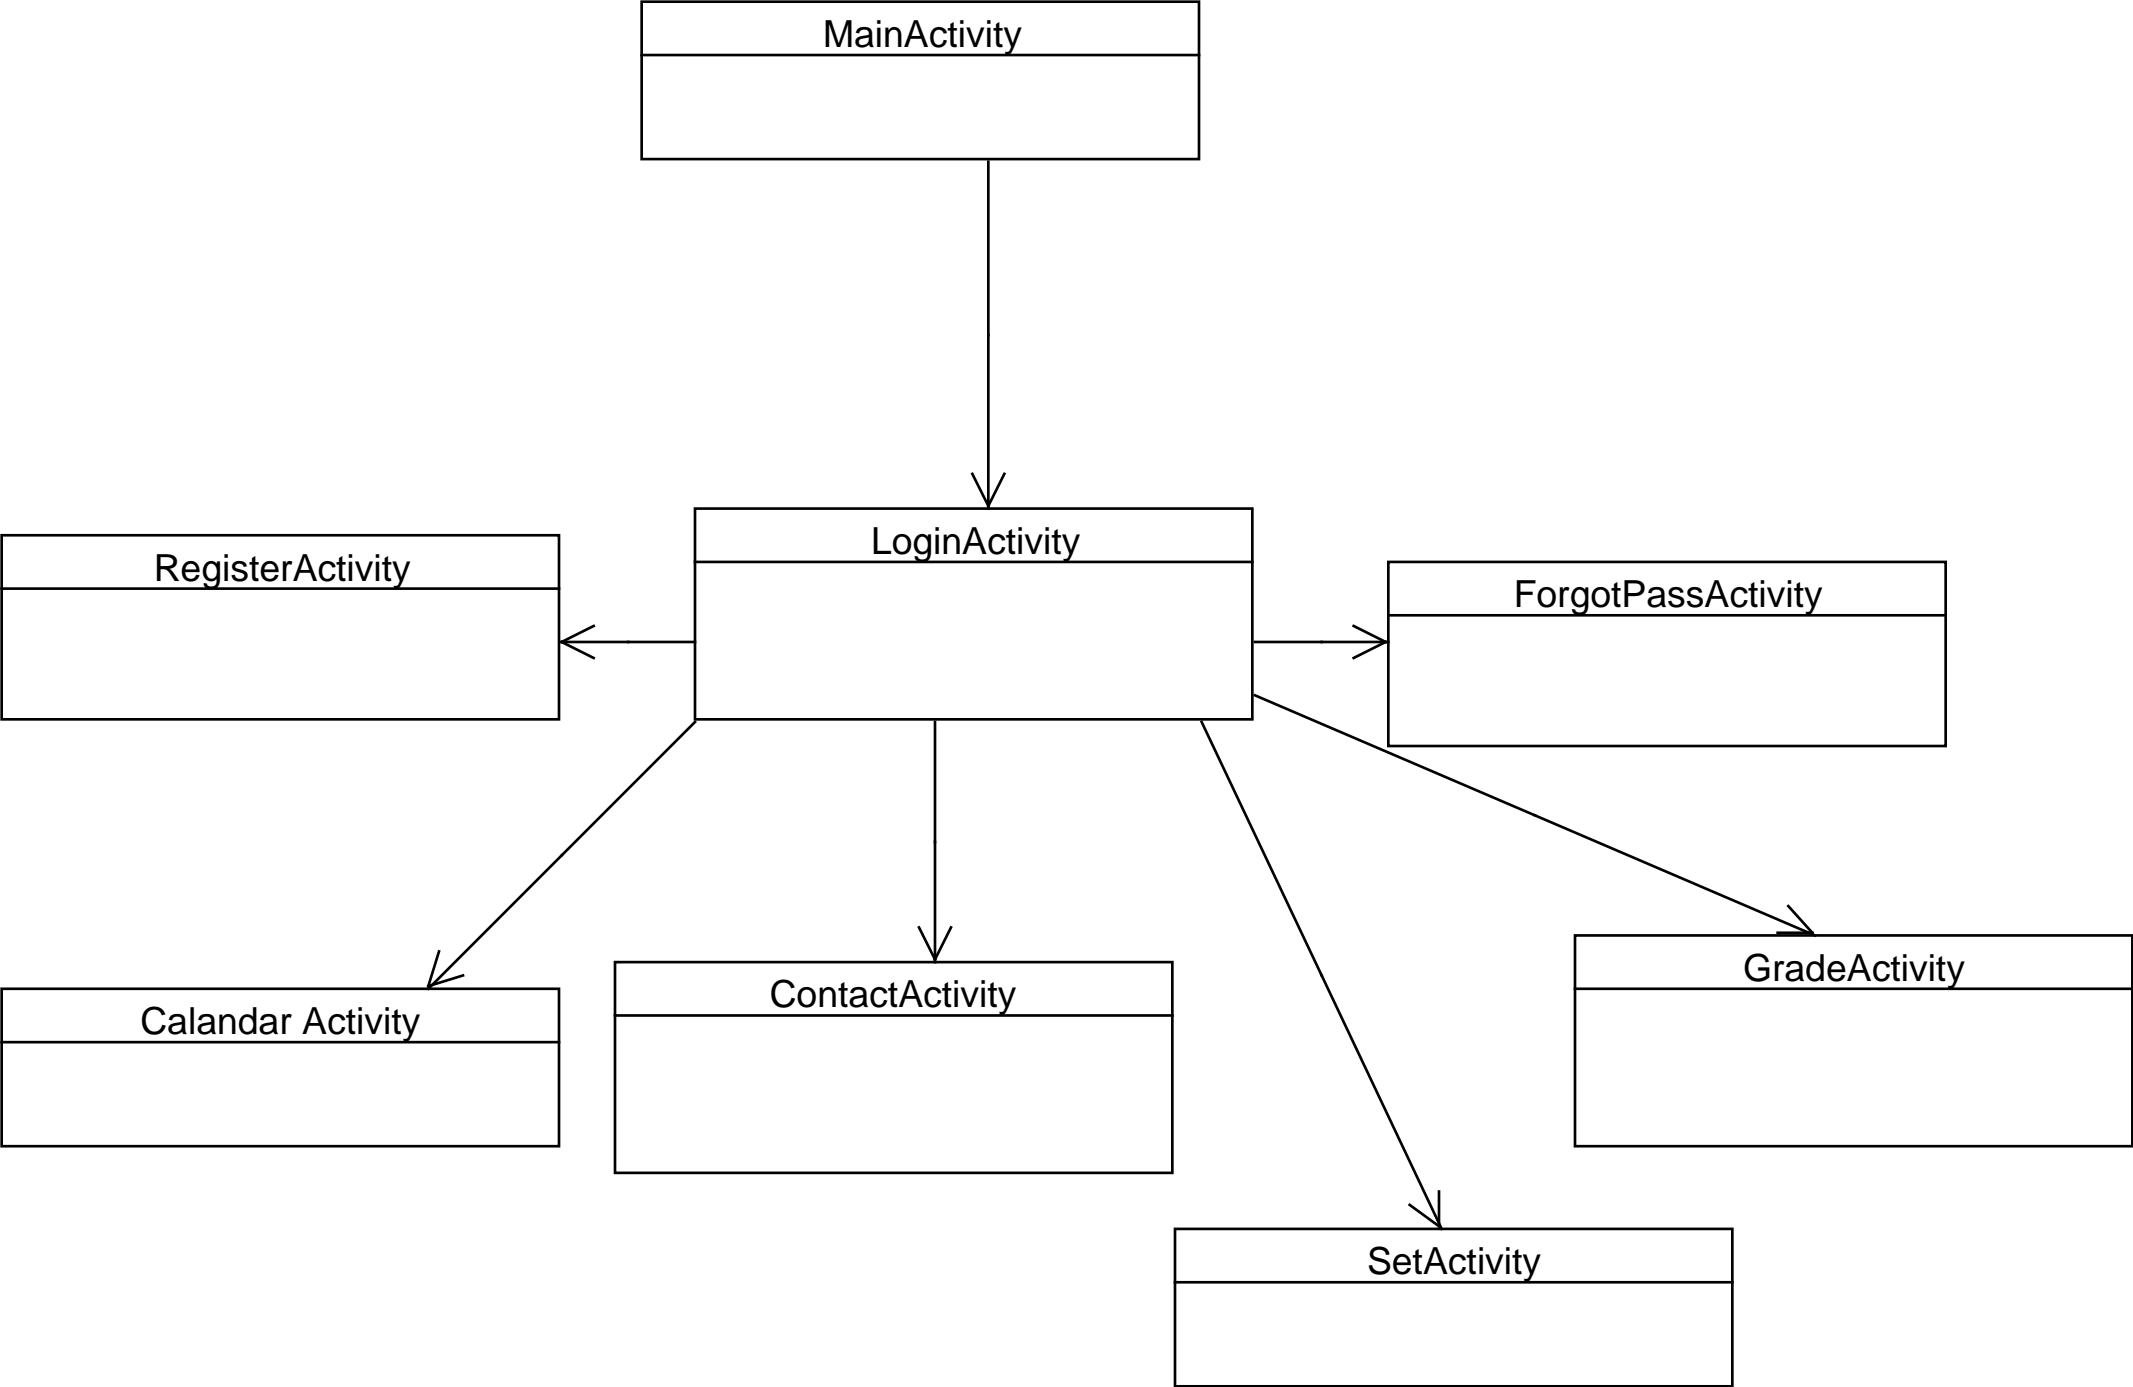 MainActivity
LoginActivity
RegisterActivity
ForgotPassActivity
GradeActivity
ContactActivity
Calandar Activity
SetActivity